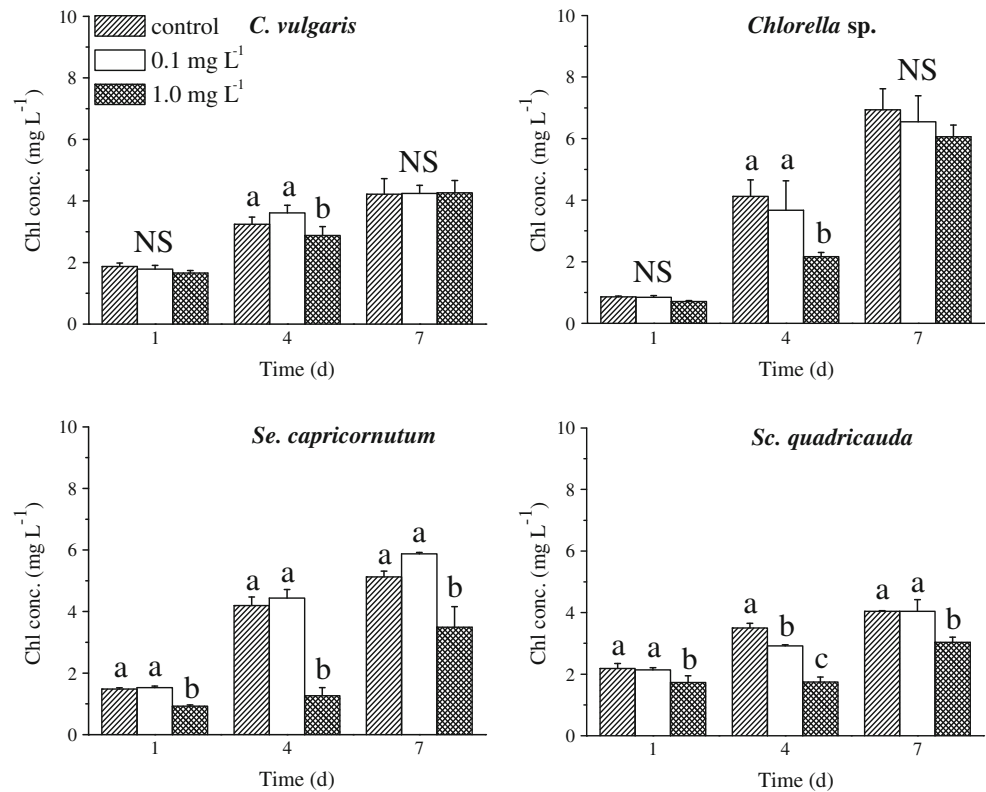 C. vulgaris
control
0.1 mg L-1
1.0 mg L-1
10
8
6
4
2
0
Chl conc. (mg L-1)
NS
a a b
NS
1 4 7
Time (d)
Chlorella sp.
10
8
6
4
2
0
Chl conc. (mg L-1)
NS
a a b
NS
1 4 7
Time (d)
Se. capricornutum
10
8
6
4
2
0
Chl conc. (mg L-1)
a a b
a a b
a a b
1 4 7
Time (d)
Sc. quadricauda
10
8
6
4
2
0
Chl conc. (mg L-1)
a a b
a b c
a a b
1 4 7
Time (d)